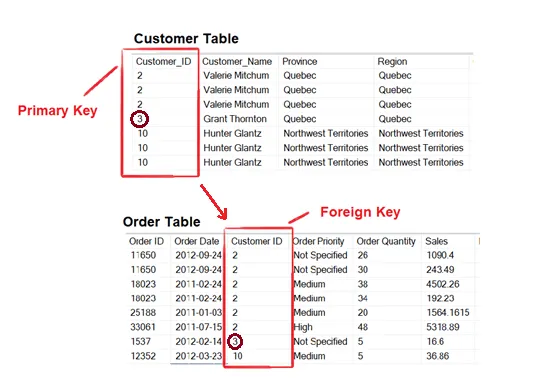 Customer Table
Customer_ID Customer_Name Province Region
2 Valerie Mitchum Quebec Quebec
2 Valerie Mitchum Quebec Quebec
2 Valerie Mitchum Quebec Quebec
Primary Key
3 Grant Thornton Quebec Quebec
10 Hunter Glantz Northwest Territories Northwest Territories
10 Hunter Glantz Northwest Territories Northwest Territories
10 Hunter Glantz Northwest Territories Northwest Territories
Foreign Key
Order Table
Order ID Order Date Customer ID Order Priority Order Quantity Sales
11650 2012-09-24 2 Not Specified 26 1090.4
11650 2012-09-24 2 Not Specified 30 243.49
18023 2011-02-24 2 Medium 38 4502.26
18023 2011-02-24 2 Medium 34 192.23
25188 2011-01-03 2 Medium 20 1564.1615
33061 2011-07-15 2 High 48 5318.89
1537 2012-02-14 3 Not Specified 5 16.6
12352 2012-03-23 10 Medium 5 36.86